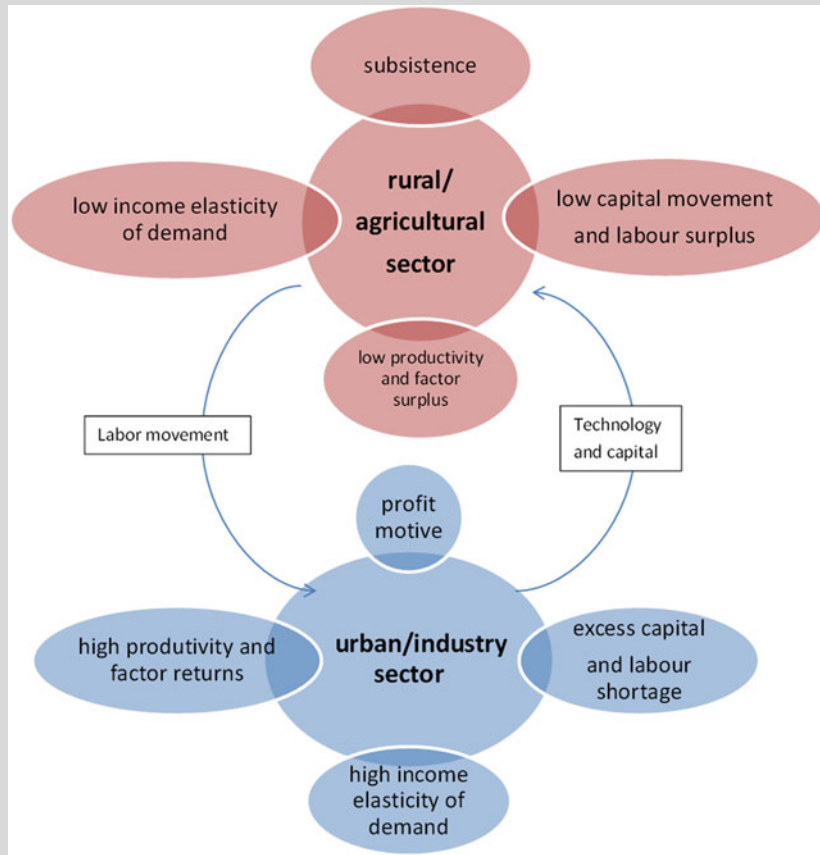 subsistence
rural/
agricultural
sector
low income elasticity
of demand
low capital movement
and labour surplus
low productivity
and factor
surplus
Labor movement
Technology
and capital
profit
motive
urban/industry
sector
high produtivity and
factor returns
excess capital
and labour
shortage
high income
elasticity of
demand